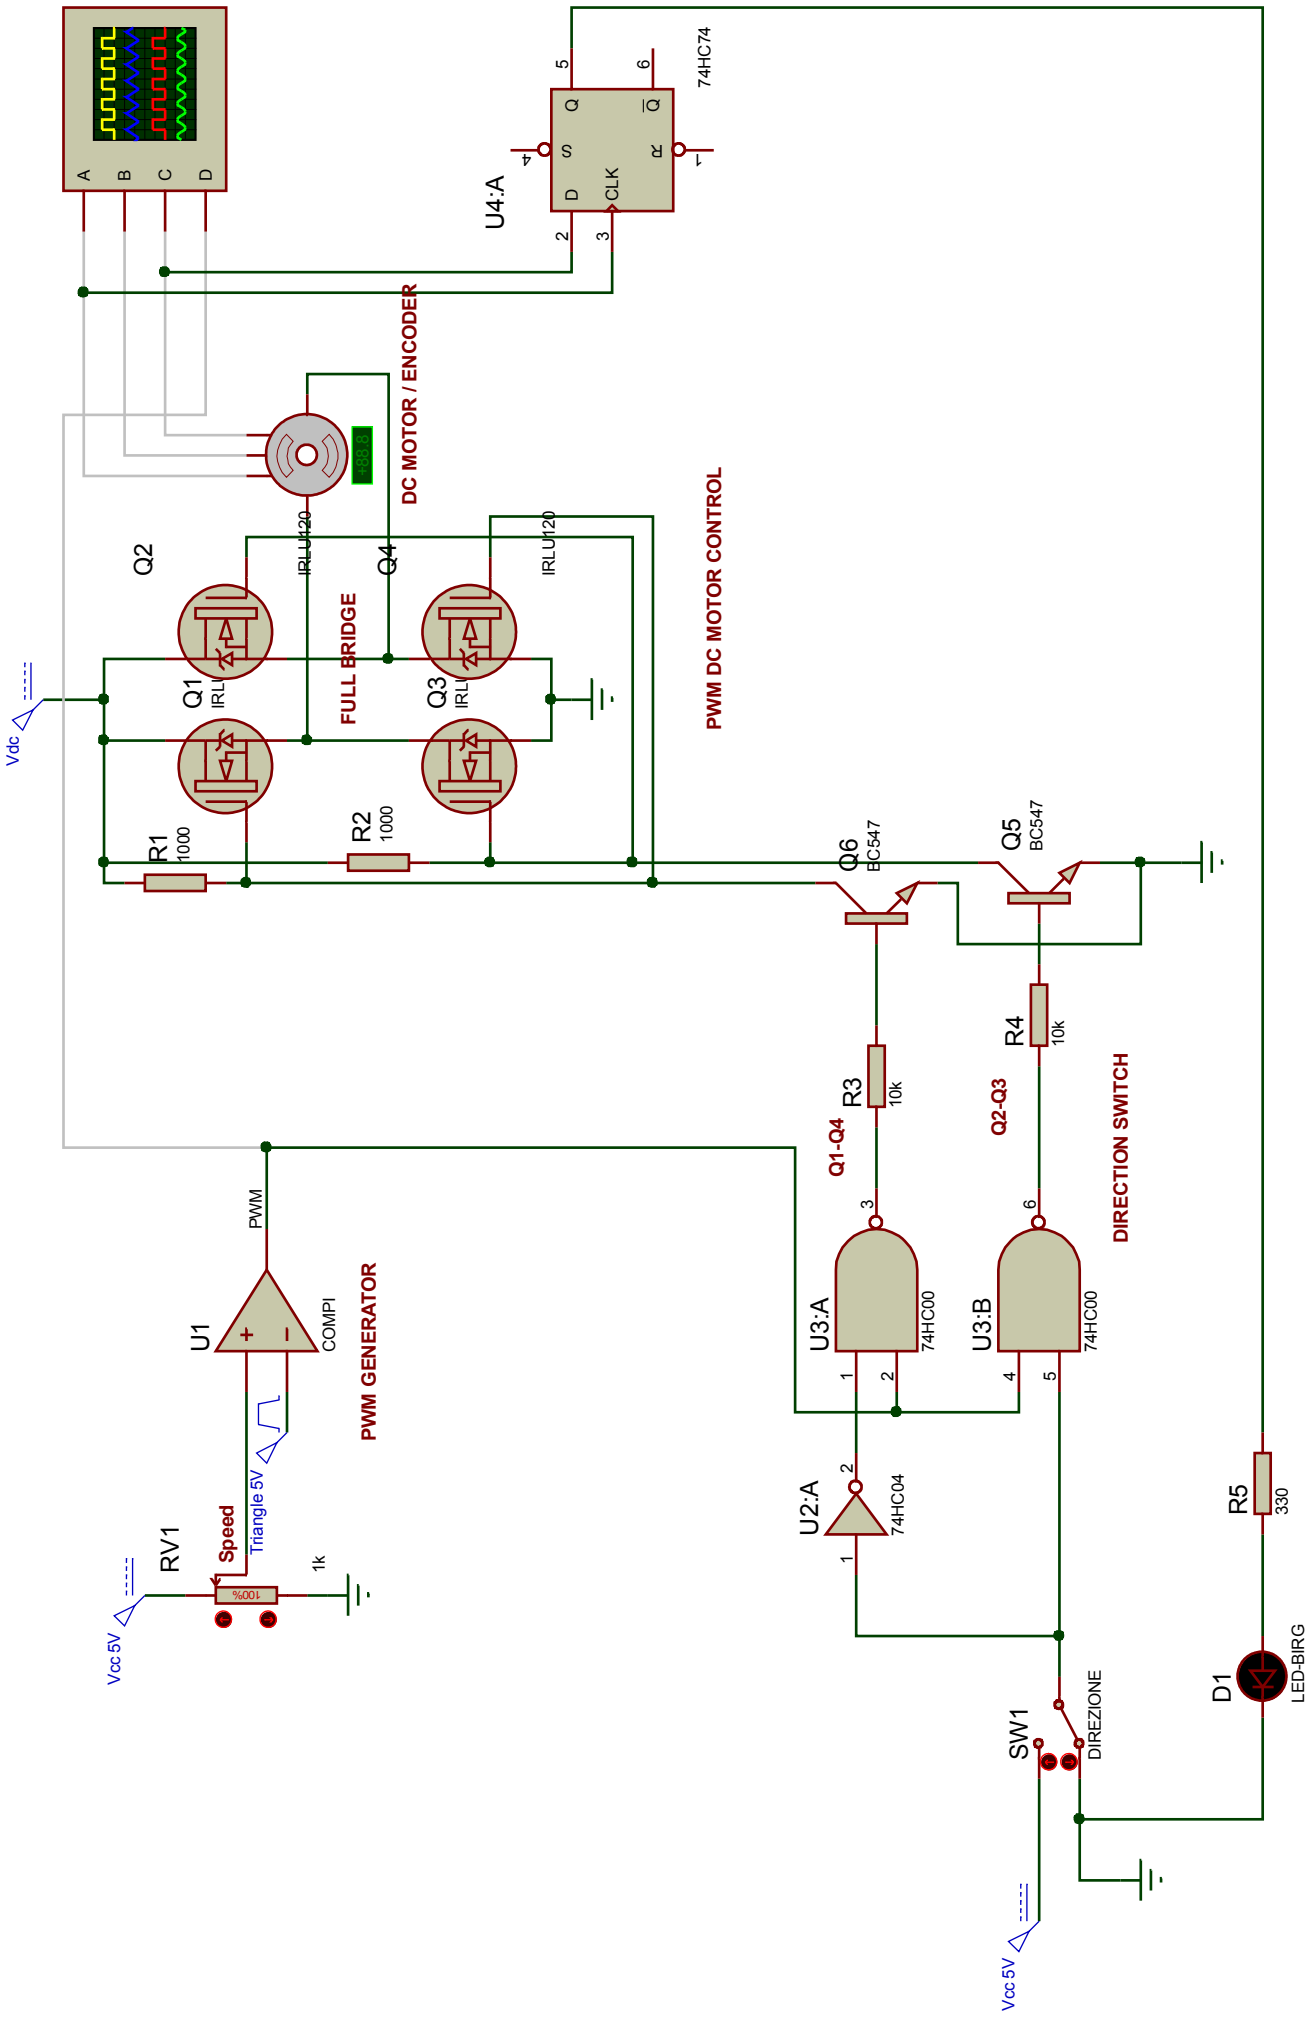 A
B
C
D
U4:A
5
Q
6
Q
4
S
R
1
D
CLK
2
3
74HC74
DC MOTOR / ENCODER
+88.8
Vdc
Q2
IRLU120
Q4
IRLU120
Q1
IRLU
Q3
IRLU
FULL BRIDGE
PWM DC MOTOR CONTROL
R1
1000
R2
1000
Q6
BC547
Q5
BC547
R3
10k
R4
10k
Q1-Q4
Q2-Q3
DIRECTION SWITCH
PWM
U1
+
−
COMPI
PWM GENERATOR
Triangle 5V
Speed
RV1
100%
1k
Vcc 5V
U3:A
1
2
3
74HC00
U3:B
4
5
6
74HC00
U2:A
1
2
74HC04
SW1
DIREZIONE
Vcc 5V
R5
330
D1
LED-BIRG